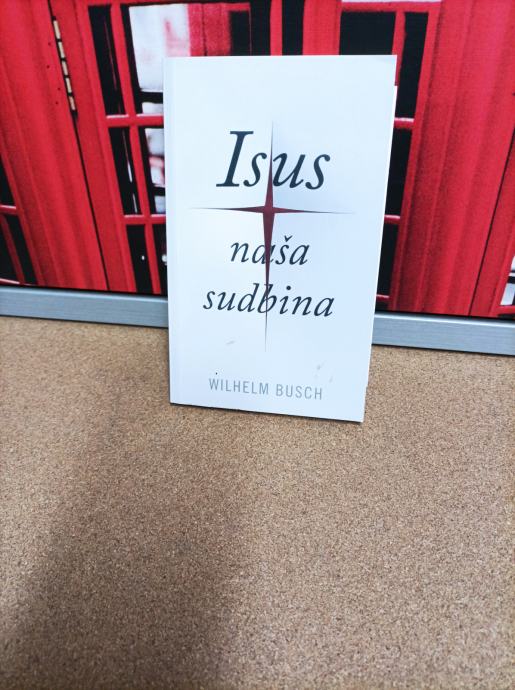 Isus
naša
sudbina
WILHELM BUSCH